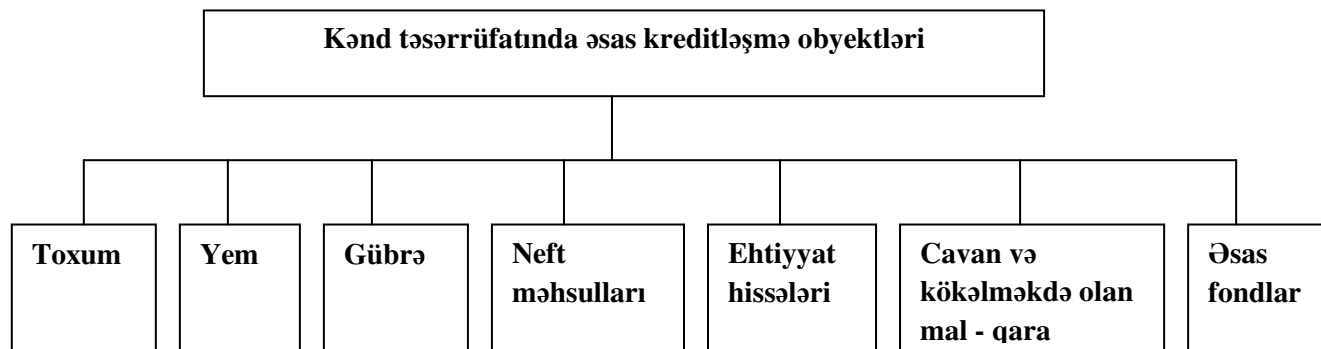 Kənd təsərrüfatında əsas kreditləşmə obyektləri
Toxum
Yem
Gübrə
Neft
məhsulları
Ehtiyyat
hissələri
Cavan və
kökəlməkdə olan
mal - qara
Əsas
fondlar